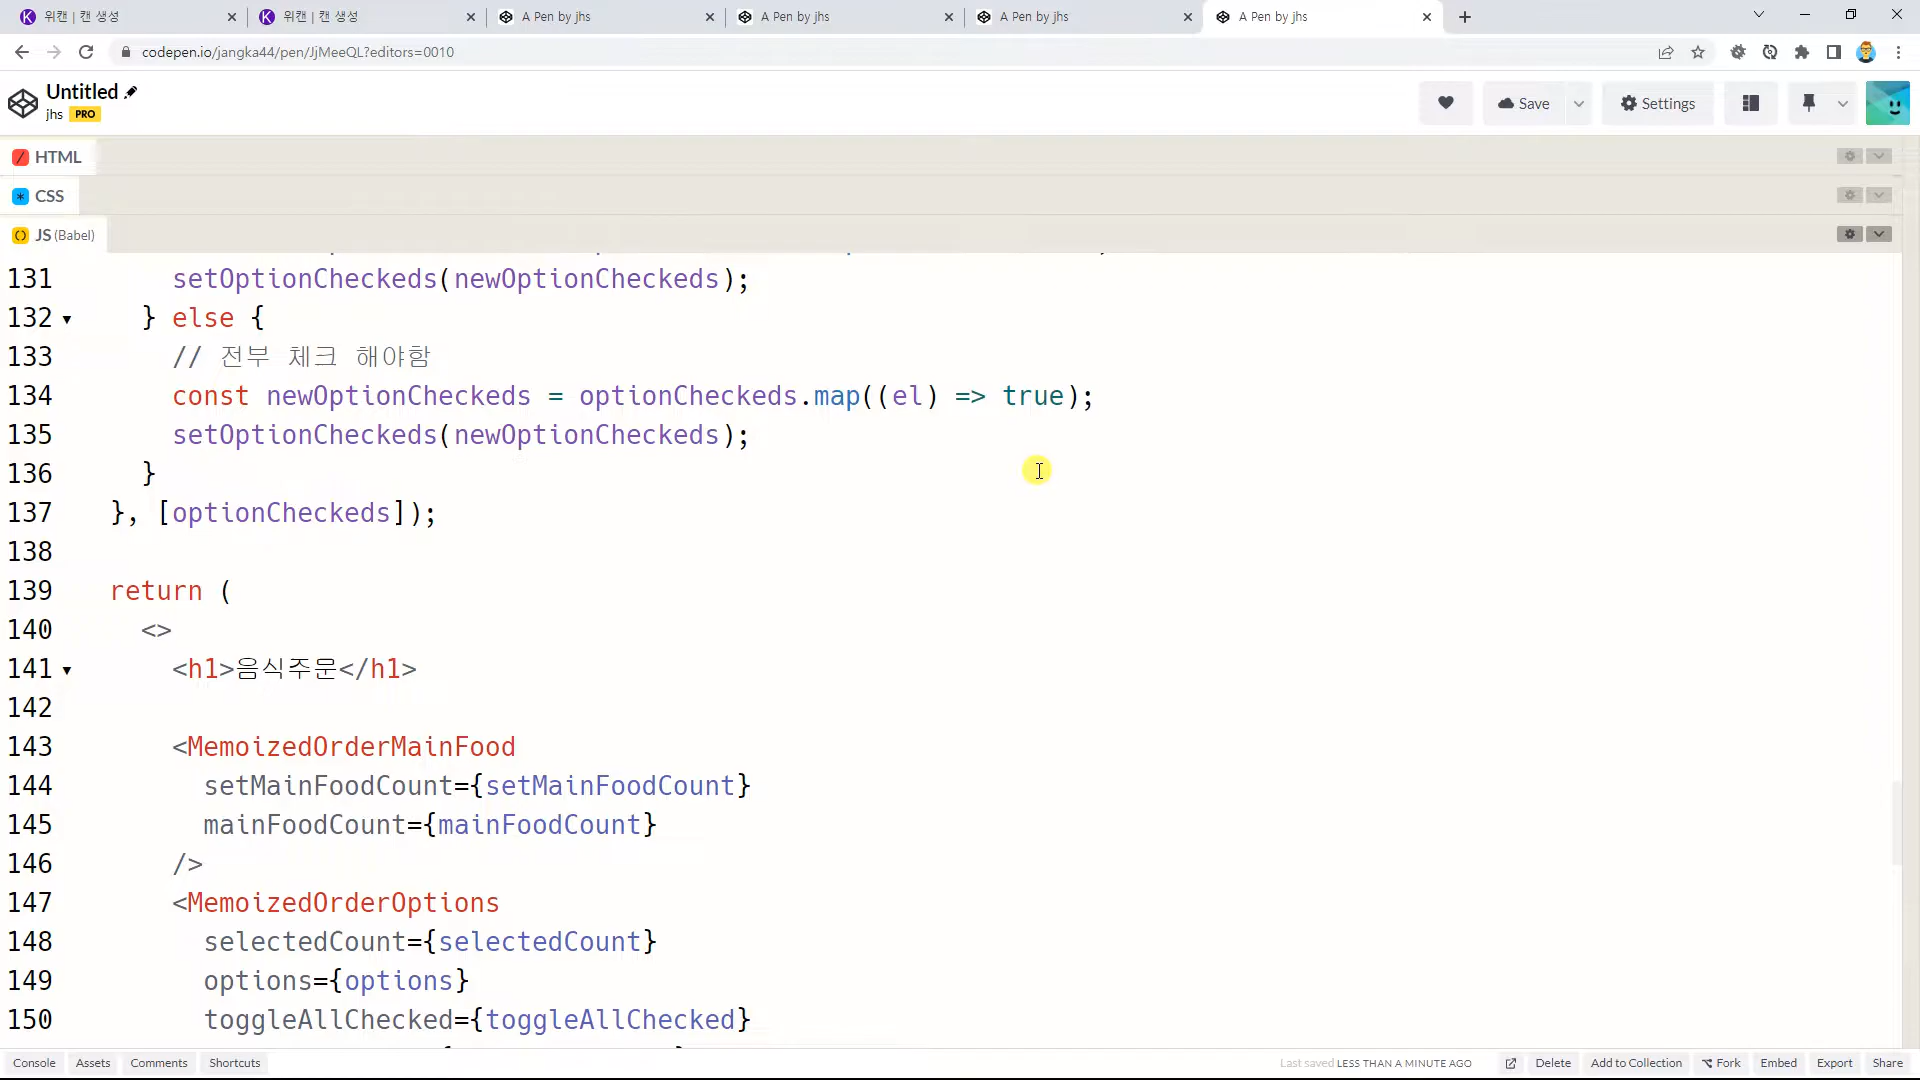 위캔 | 캔 생성
위캔 | 캔 생성
A Pen by jhs
A Pen by jhs
A Pen by jhs
A Pen by jhs
codepen.io/jangka44/pen/JjMeeQL?editors=0010
Untitled
jhs PRO
Save
Settings
HTML
CSS
JS (Babel)
131 setOptionCheckeds(newOptionCheckeds);
132 } else {
133 // 전부 체크 해야함
134 const newOptionCheckeds = optionCheckeds.map((el) => true);
135 setOptionCheckeds(newOptionCheckeds);
136 }
137 }, [optionCheckeds]);
138
139 return (
140 <>
141 <h1>음식주문</h1>
142
143 <MemoizedOrderMainFood
144 setMainFoodCount={setMainFoodCount}
145 mainFoodCount={mainFoodCount}
146 />
147 <MemoizedOrderOptions
148 selectedCount={selectedCount}
149 options={options}
150 toggleAllChecked={toggleAllChecked}
Console Assets Comments Shortcuts Last saved LESS THAN A MINUTE AGO Delete Add to Collection Fork Embed Export Share